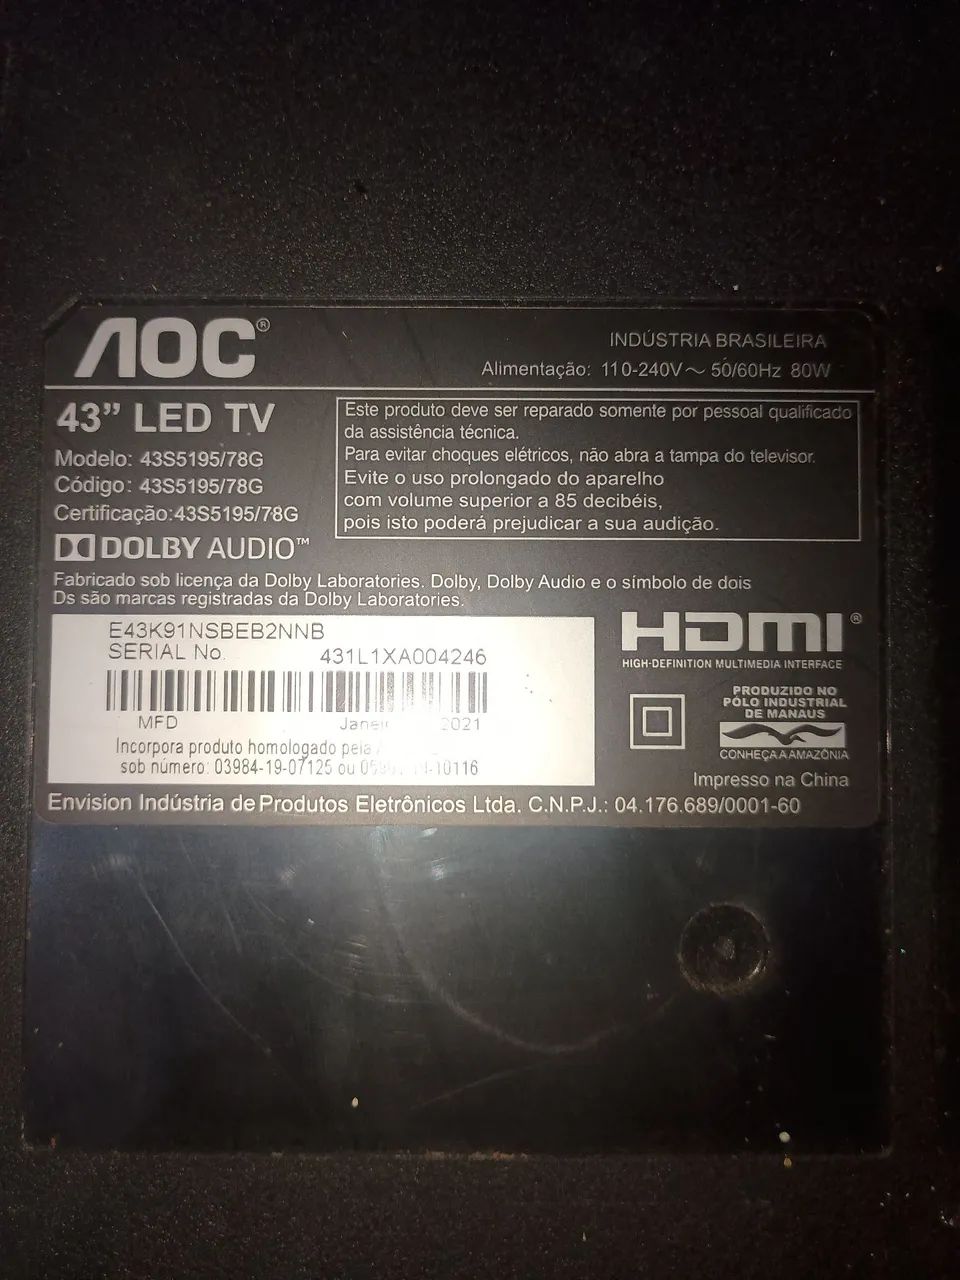 AOC®
INDÚSTRIA BRASILEIRA
Alimentação: 110-240V～ 50/60Hz 80W
43" LED TV
Modelo: 43S5195/78G
Código: 43S5195/78G
Certificação:43S5195/78G
DOLBY AUDIO™
Este produto deve ser reparado somente por pessoal qualificado
da assistência técnica.
Para evitar choques elétricos, não abra a tampa do televisor.
Evite o uso prolongado do aparelho
com volume superior a 85 decibéis,
pois isto poderá prejudicar a sua audição.
Fabricado sob licença da Dolby Laboratories. Dolby, Dolby Audio e o símbolo de dois
Ds são marcas registradas da Dolby Laboratories.
E43K91NSBEB2NNB
SERIAL No. 431L1XA004246
MFD 2021
Incorpora produto homologado pela
sob número: 03984-19-07125 ou
HDMI®
HIGH-DEFINITION MULTIMEDIA INTERFACE
PRODUZIDO NO
PÓLO INDUSTRIAL
DE MANAUS
CONHEÇA A AMAZÔNIA
Impresso na China
Envision Indústria de Produtos Eletrônicos Ltda. C.N.P.J.: 04.176.689/0001-60